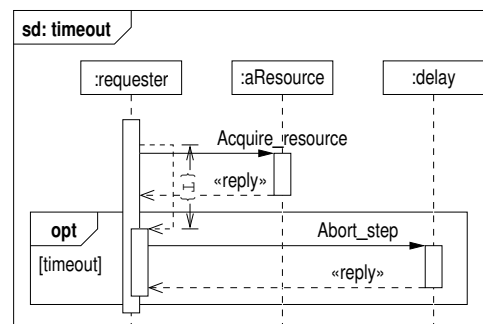 sd: timeout
:requester
:aResource
:delay
Acquire_resource
«reply»
{T}
opt
Abort_step
[timeout]
«reply»